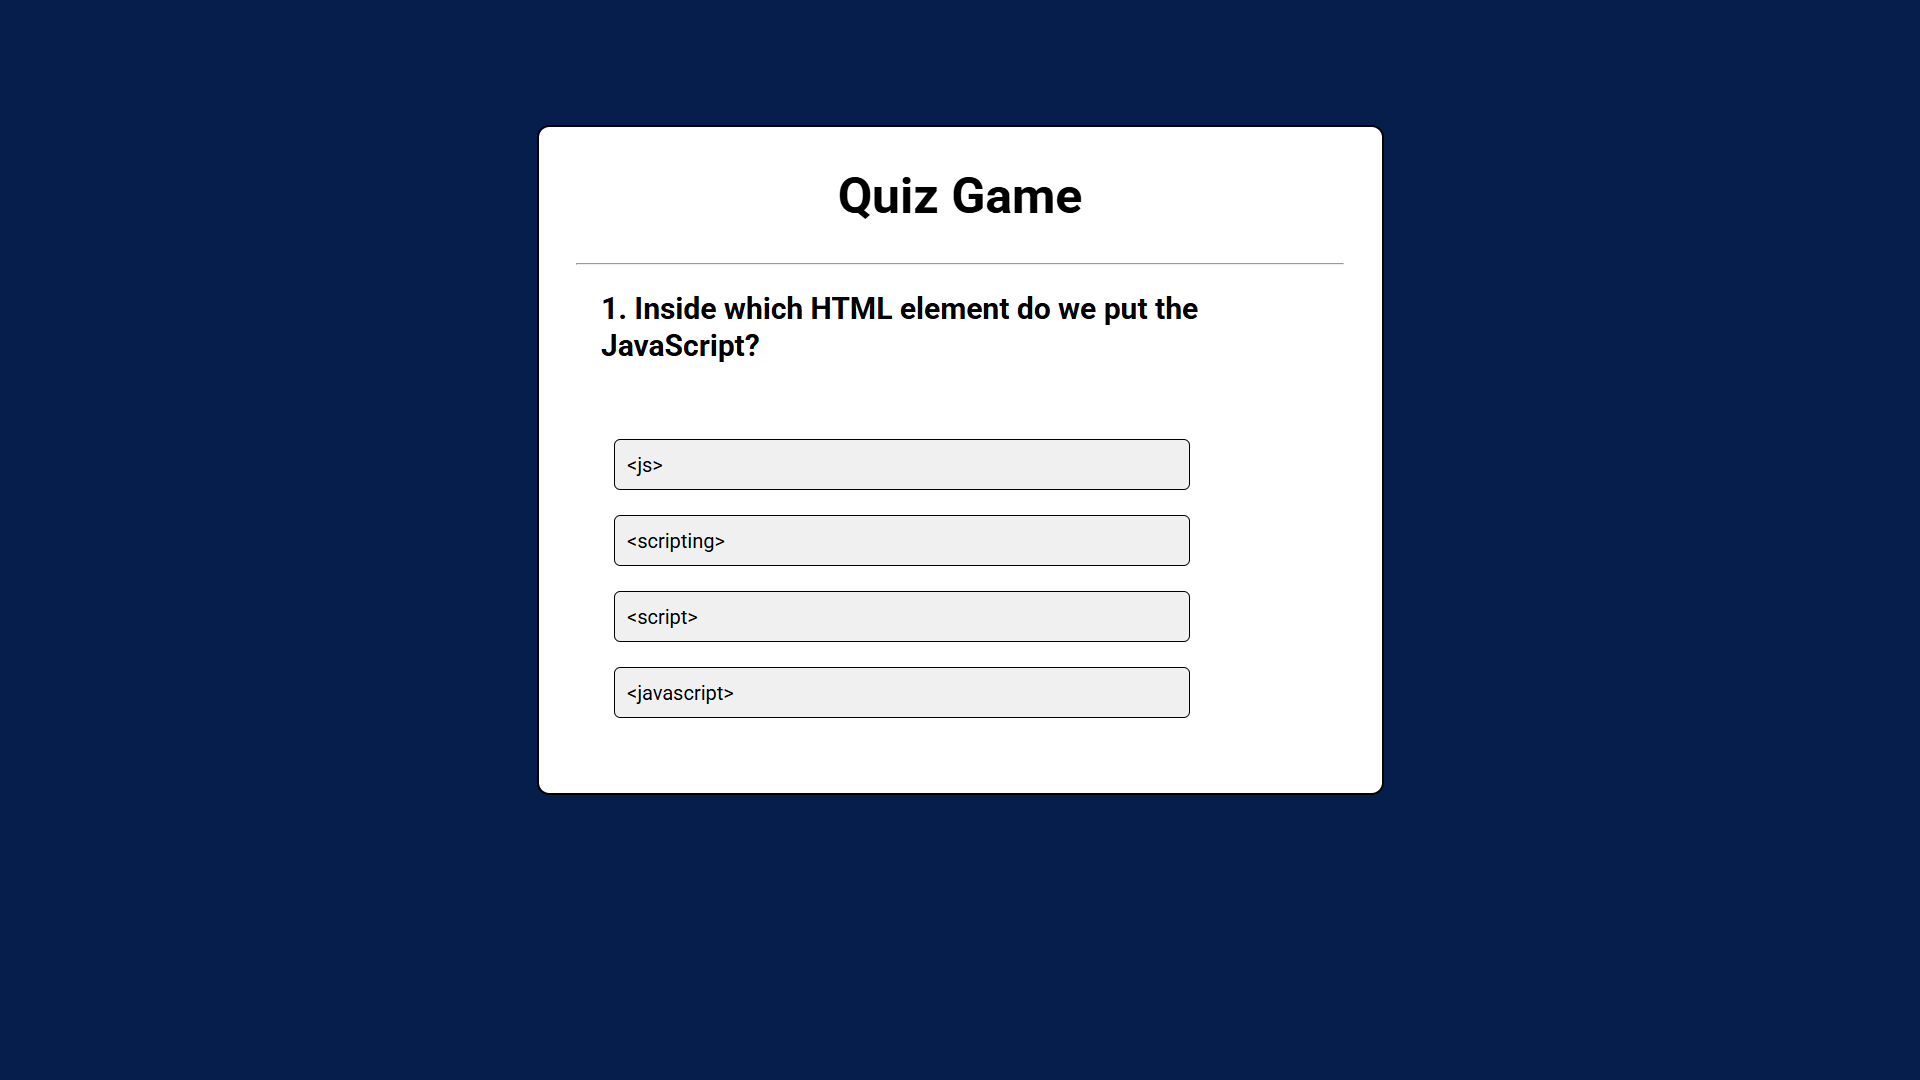 Quiz Game
1. Inside which HTML element do we put the
JavaScript?
<js>
<scripting>
<script>
<javascript>